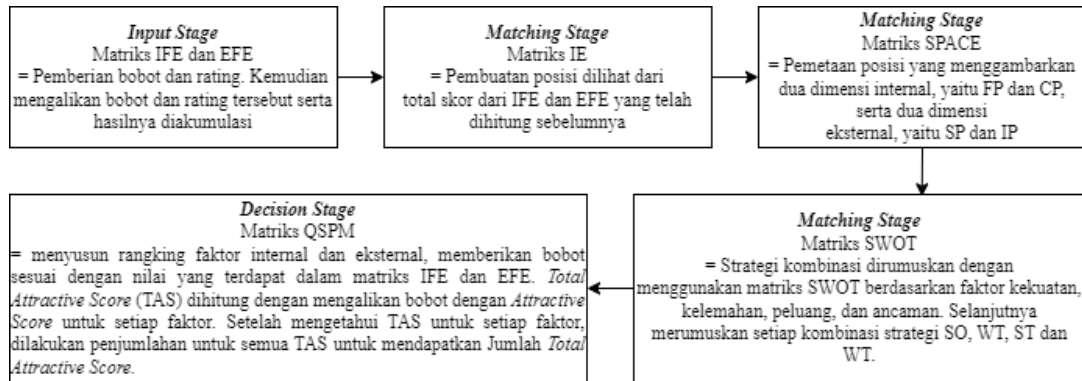 Input Stage
Matriks IFE dan EFE
= Pemberian bobot dan rating. Kemudian
mengalikan bobot dan rating tersebut serta
hasilnya diakumulasi
Matching Stage
Matriks IE
= Pembuatan posisi dilihat dari
total skor dari IFE dan EFE yang telah
dihitung sebelumnya
Matching Stage
Matriks SPACE
= Pemetaan posisi yang menggambarkan
dua dimensi internal, yaitu FP dan CP,
serta dua dimensi
eksternal, yaitu SP dan IP
Matching Stage
Matriks SWOT
= Strategi kombinasi dirumuskan dengan
menggunakan matriks SWOT berdasarkan faktor kekuatan,
kelemahan, peluang, dan ancaman. Selanjutnya
merumuskan setiap kombinasi strategi SO, WT, ST dan
WT.
Decision Stage
Matriks QSPM
= menyusun rangking faktor internal dan eksternal, memberikan bobot
sesuai dengan nilai yang terdapat dalam matriks IFE dan EFE. Total
Attractive Score (TAS) dihitung dengan mengalikan bobot dengan Attractive
Score untuk setiap faktor. Setelah mengetahui TAS untuk setiap faktor,
dilakukan penjumlahan untuk semua TAS untuk mendapatkan Jumlah Total
Attractive Score.